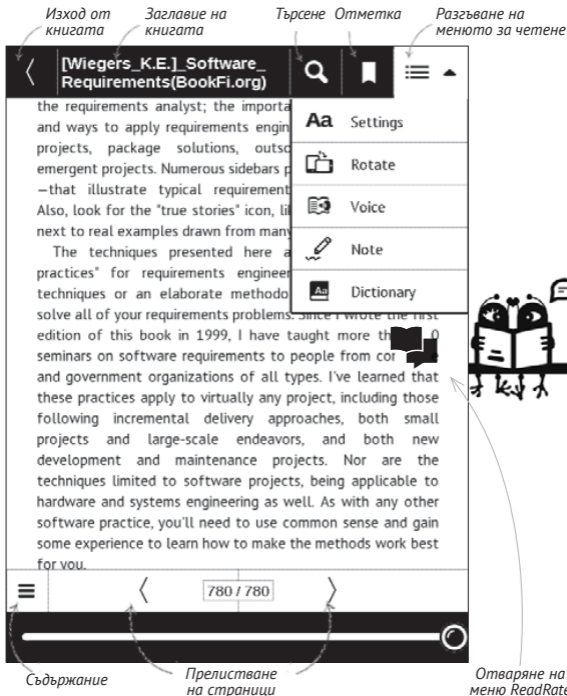 Изход от
книгата
Заглавие на
книгата
Търсене
Отметка
Разгъване на
менюто за четене
[Wiegers_K.E.]_Software_
Requirements(BookFi.org)
the requirements analyst; the importa
and ways to apply requirements engin
projects, package solutions, outso
emergent projects. Numerous sidebars p
—that illustrate typical requirement
Also, look for the "true stories" icon, li
next to real examples drawn from many
The techniques presented here a
practices" for requirements engineer
techniques or an elaborate methodo
solve all of your requirements problems. Since I wrote the first
edition of this book in 1999, I have taught more th 0
seminars on software requirements to people from cor e
and government organizations of all types. I've learned that
these practices apply to virtually any project, including those
following incremental delivery approaches, both small
projects and large-scale endeavors, and both new
development and maintenance projects. Nor are the
techniques limited to software projects, being applicable to
hardware and systems engineering as well. As with any other
software practice, you'll need to use common sense and gain
some experience to learn how to make the methods work best
for you.
Aa Settings
Rotate
Voice
Note
Aa Dictionary
780 / 780
Съдържание
Прелистване
на страници
Отваряне на
меню ReadRate